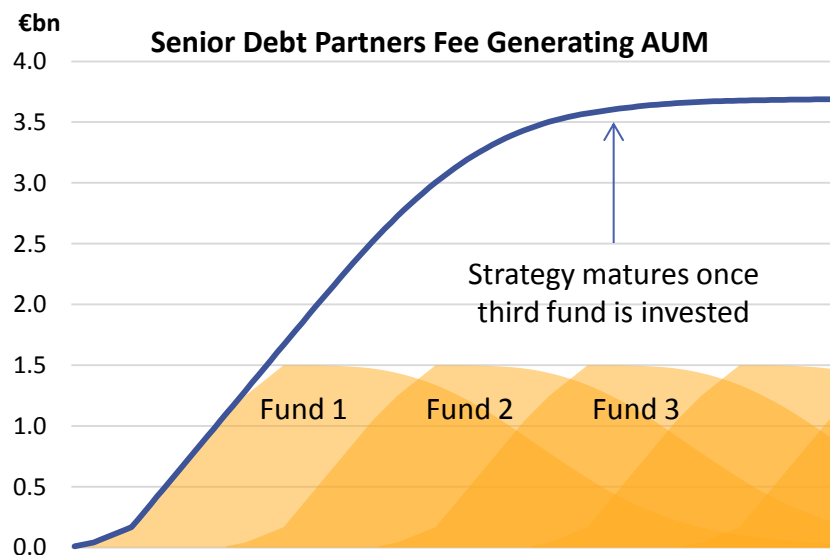 €bn
Senior Debt Partners Fee Generating AUM
4.0
3.5
3.0
2.5
2.0
1.5
1.0
0.5
0.0
Strategy matures once
third fund is invested
Fund 1
Fund 2
Fund 3